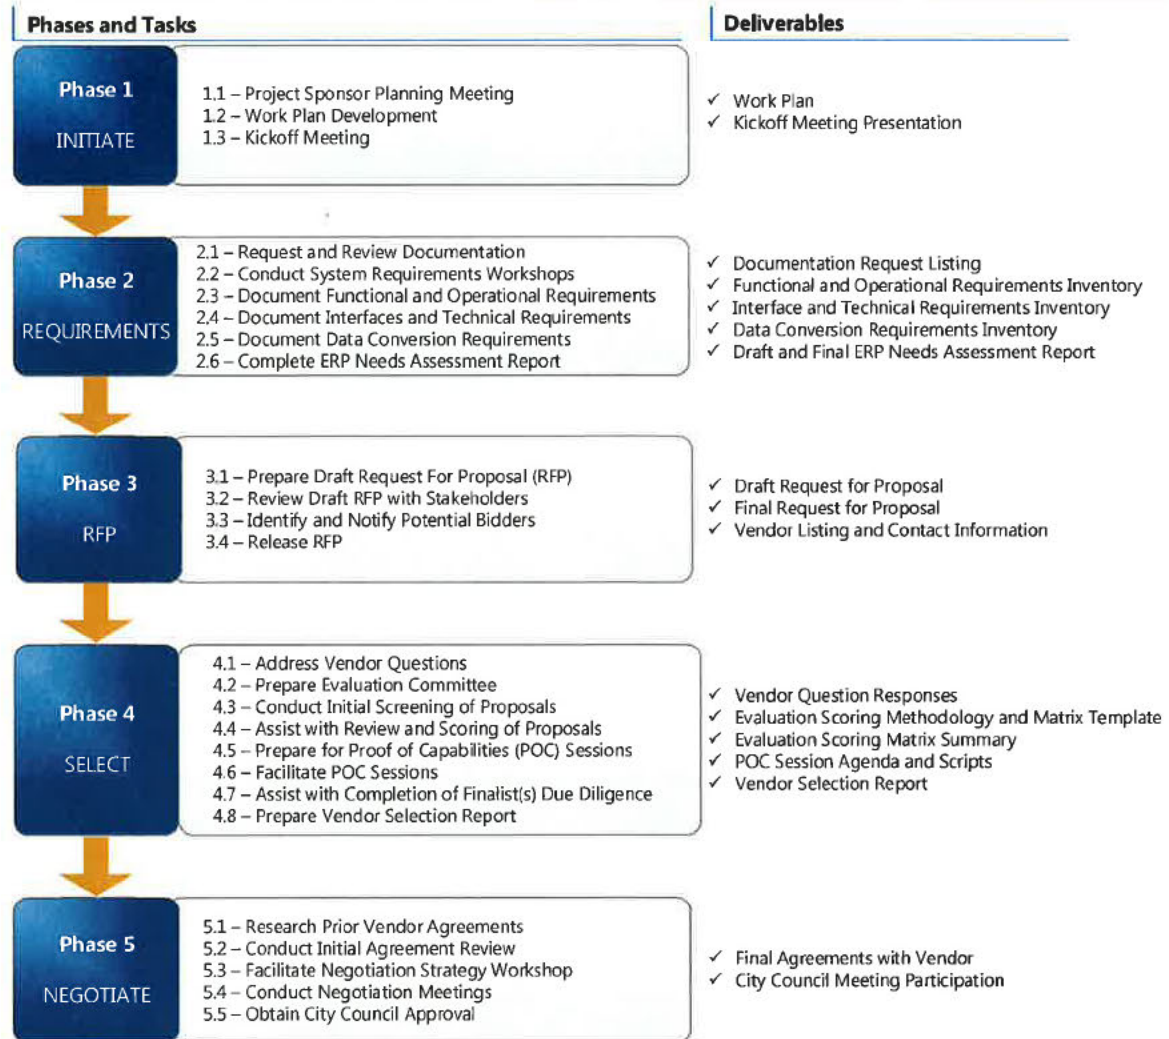 Phases and Tasks
Deliverables
Phase 1
INITIATE
1.1 – Project Sponsor Planning Meeting
1.2 – Work Plan Development
1.3 – Kickoff Meeting
✓ Work Plan
✓ Kickoff Meeting Presentation
Phase 2
REQUIREMENTS
2.1 – Request and Review Documentation
2.2 – Conduct System Requirements Workshops
2.3 – Document Functional and Operational Requirements
2.4 – Document Interfaces and Technical Requirements
2.5 – Document Data Conversion Requirements
2.6 – Complete ERP Needs Assessment Report
✓ Documentation Request Listing
✓ Functional and Operational Requirements Inventory
✓ Interface and Technical Requirements Inventory
✓ Data Conversion Requirements Inventory
✓ Draft and Final ERP Needs Assessment Report
Phase 3
RFP
3.1 – Prepare Draft Request For Proposal (RFP)
3.2 – Review Draft RFP with Stakeholders
3.3 – Identify and Notify Potential Bidders
3.4 – Release RFP
✓ Draft Request for Proposal
✓ Final Request for Proposal
✓ Vendor Listing and Contact Information
Phase 4
SELECT
4.1 – Address Vendor Questions
4.2 – Prepare Evaluation Committee
4.3 – Conduct Initial Screening of Proposals
4.4 – Assist with Review and Scoring of Proposals
4.5 – Prepare for Proof of Capabilities (POC) Sessions
4.6 – Facilitate POC Sessions
4.7 – Assist with Completion of Finalist(s) Due Diligence
4.8 – Prepare Vendor Selection Report
✓ Vendor Question Responses
✓ Evaluation Scoring Methodology and Matrix Template
✓ Evaluation Scoring Matrix Summary
✓ POC Session Agenda and Scripts
✓ Vendor Selection Report
Phase 5
NEGOTIATE
5.1 – Research Prior Vendor Agreements
5.2 – Conduct Initial Agreement Review
5.3 – Facilitate Negotiation Strategy Workshop
5.4 – Conduct Negotiation Meetings
5.5 – Obtain City Council Approval
✓ Final Agreements with Vendor
✓ City Council Meeting Participation